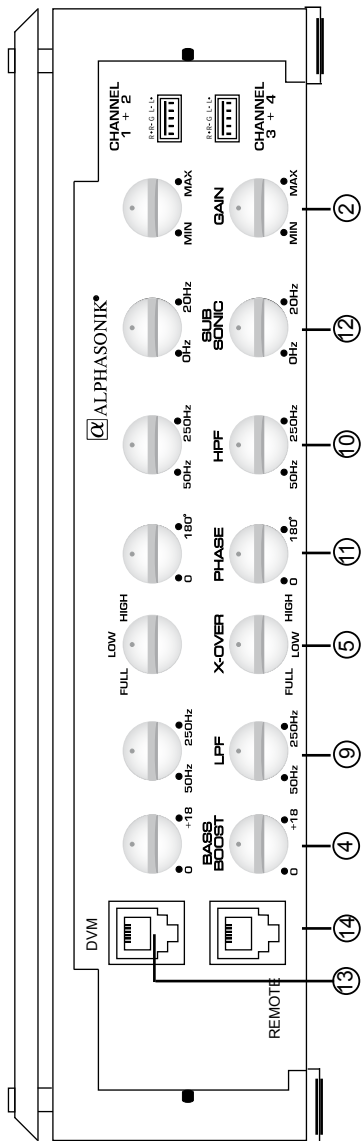 α ALPHASONIK®
DVM
0 +18
50Hz 250Hz
FULL LOW HIGH
0 180°
50Hz 250Hz
0Hz 20Hz
MIN MAX
CHANNEL
1 + 2
R+R- G L- L+
REMOTE
BASS
BOOST
LPF
X-OVER
PHASE
HPF
SUB
SONIC
GAIN
0 +18
50Hz 250Hz
FULL LOW HIGH
0 180°
50Hz 250Hz
0Hz 20Hz
MIN MAX
R+R- G L- L+
CHANNEL
3 + 4
13 14 4 9 5 11 10 12 2